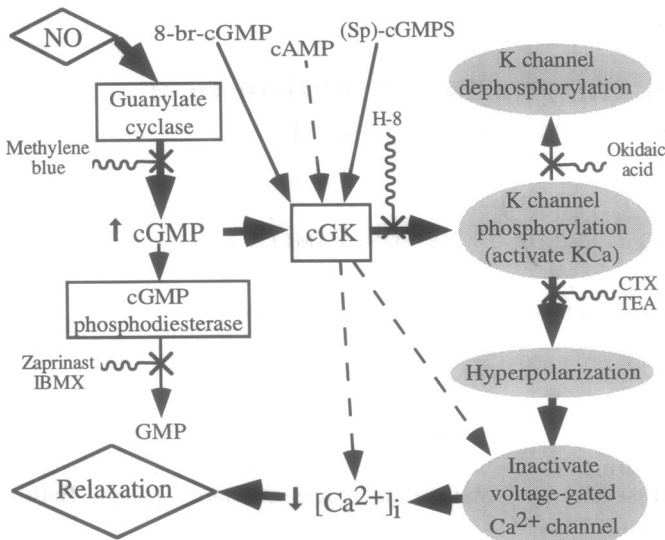 NO
8-br-cGMP
cAMP
(Sp)-cGMPS
K channel
dephosphorylation
Guanylate
cyclase
H-8
Methylene
blue
Okidaic
acid
↑ cGMP
cGK
K channel
phosphorylation
(activate KCa)
cGMP
phosphodiesterase
CTX
TEA
Zaprinast
IBMX
Hyperpolarization
GMP
Relaxation
↓ [Ca2+]i
Inactivate
voltage-gated
Ca2+ channel